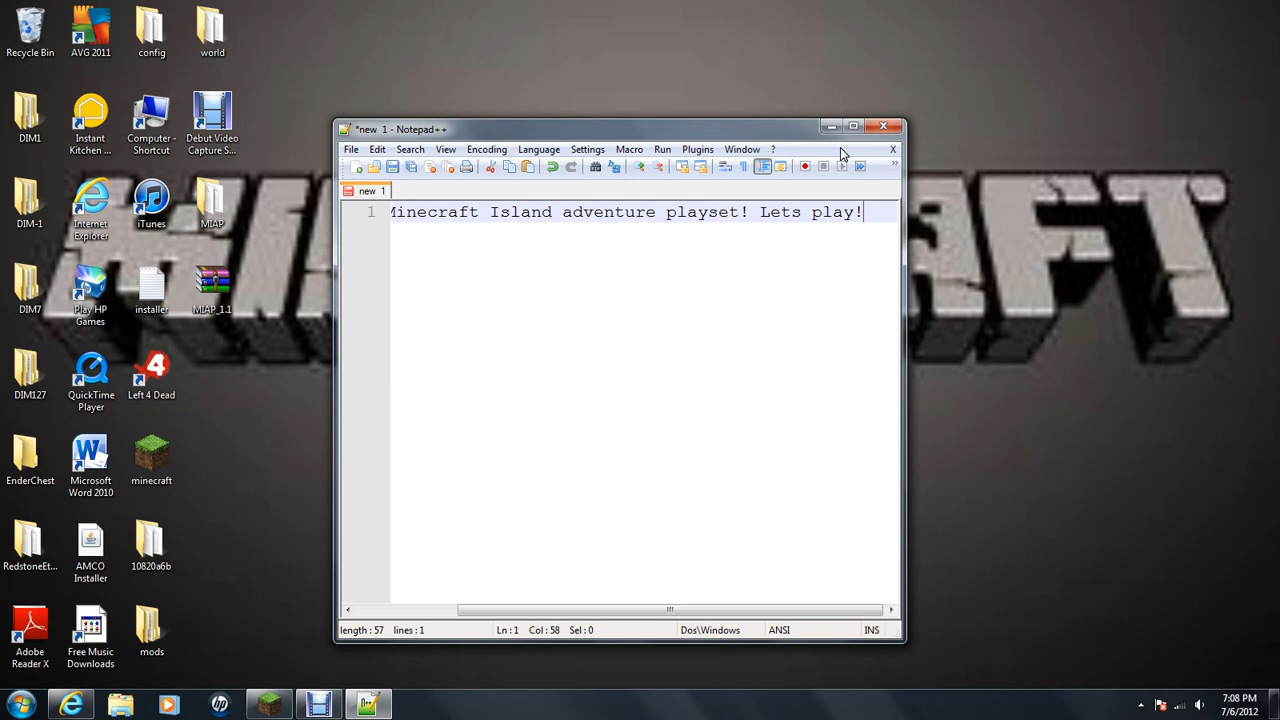 Recycle Bin
AVG 2011
config
world
DIM1
Instant Kitchen ...
Computer - Shortcut
Debut Video Capture S...
DIM-1
Internet Explorer
iTunes
MIAP
DIM7
Play HP Games
installer
MIAP_1.1
DIM127
QuickTime Player
Left 4 Dead
EnderChest
Microsoft Word 2010
minecraft
RedstoneEt...
AMCO Installer
10820a6b
Adobe Reader X
Free Music Downloads
mods
*new 1 - Notepad++
File Edit Search View Encoding Language Settings Macro Run Plugins Window ? X
new 1
1 Minecraft Island adventure playset! Lets play!
length : 57 lines : 1 Ln : 1 Col : 58 Sel : 0 Dos\Windows ANSI INS
7:08 PM
7/6/2012